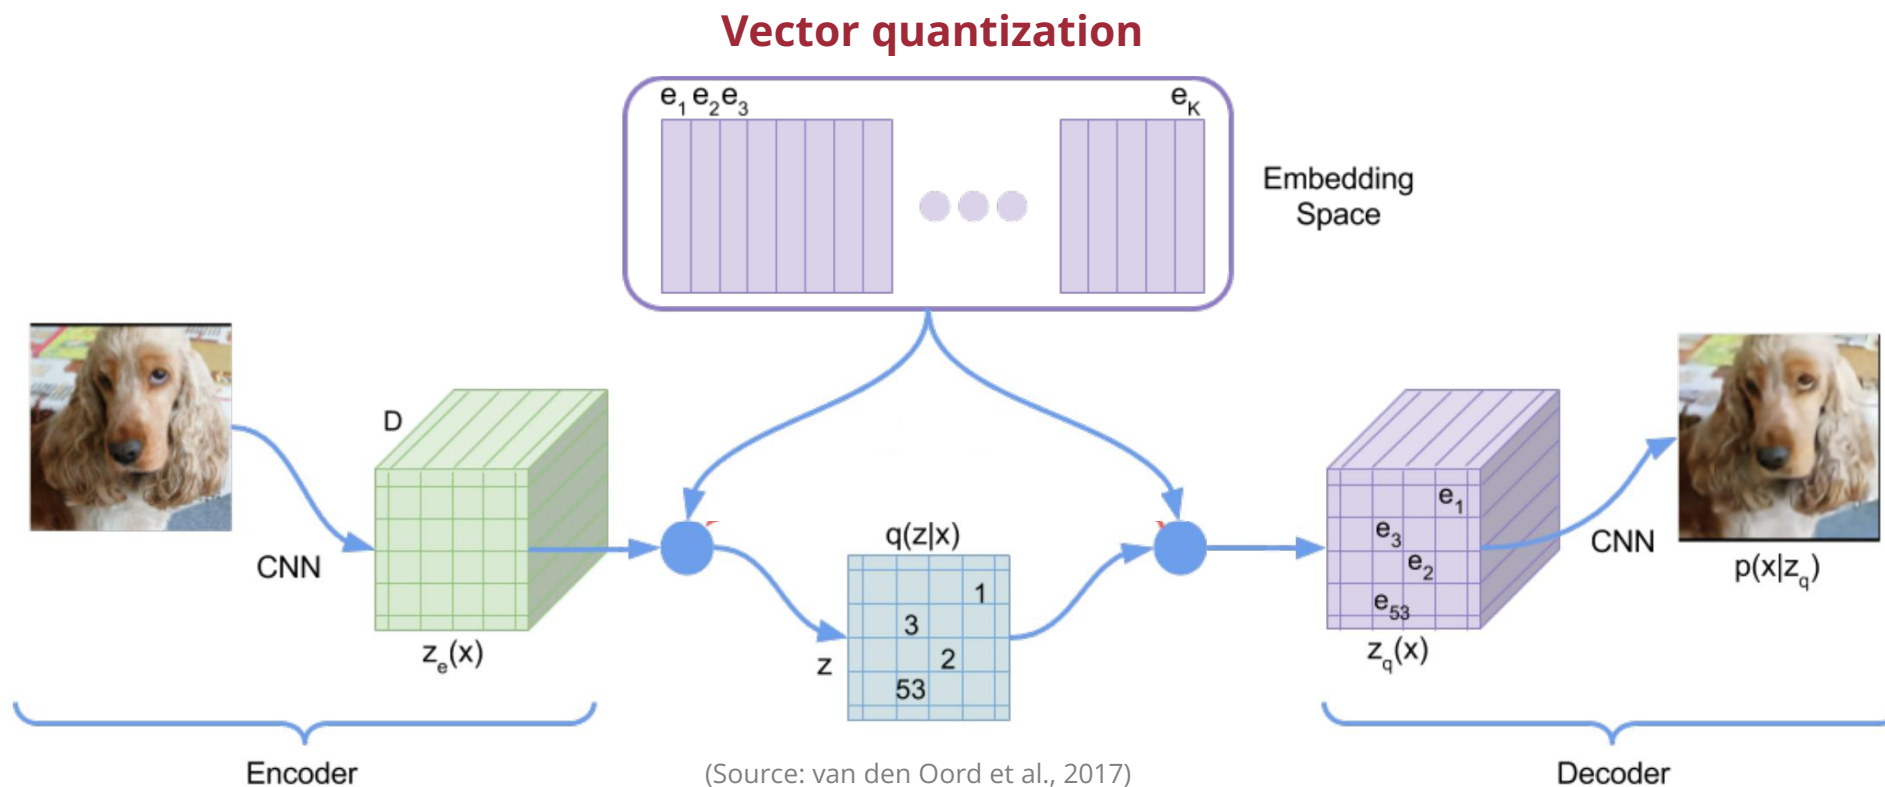 Vector quantization
e1 e2 e3
eK
Embedding
Space
D
CNN
ze(x)
Encoder
q(z|x)
1
3
2
53
z
e1
e3
e2
e53
zq(x)
CNN
p(x|zq)
Decoder
(Source: van den Oord et al., 2017)